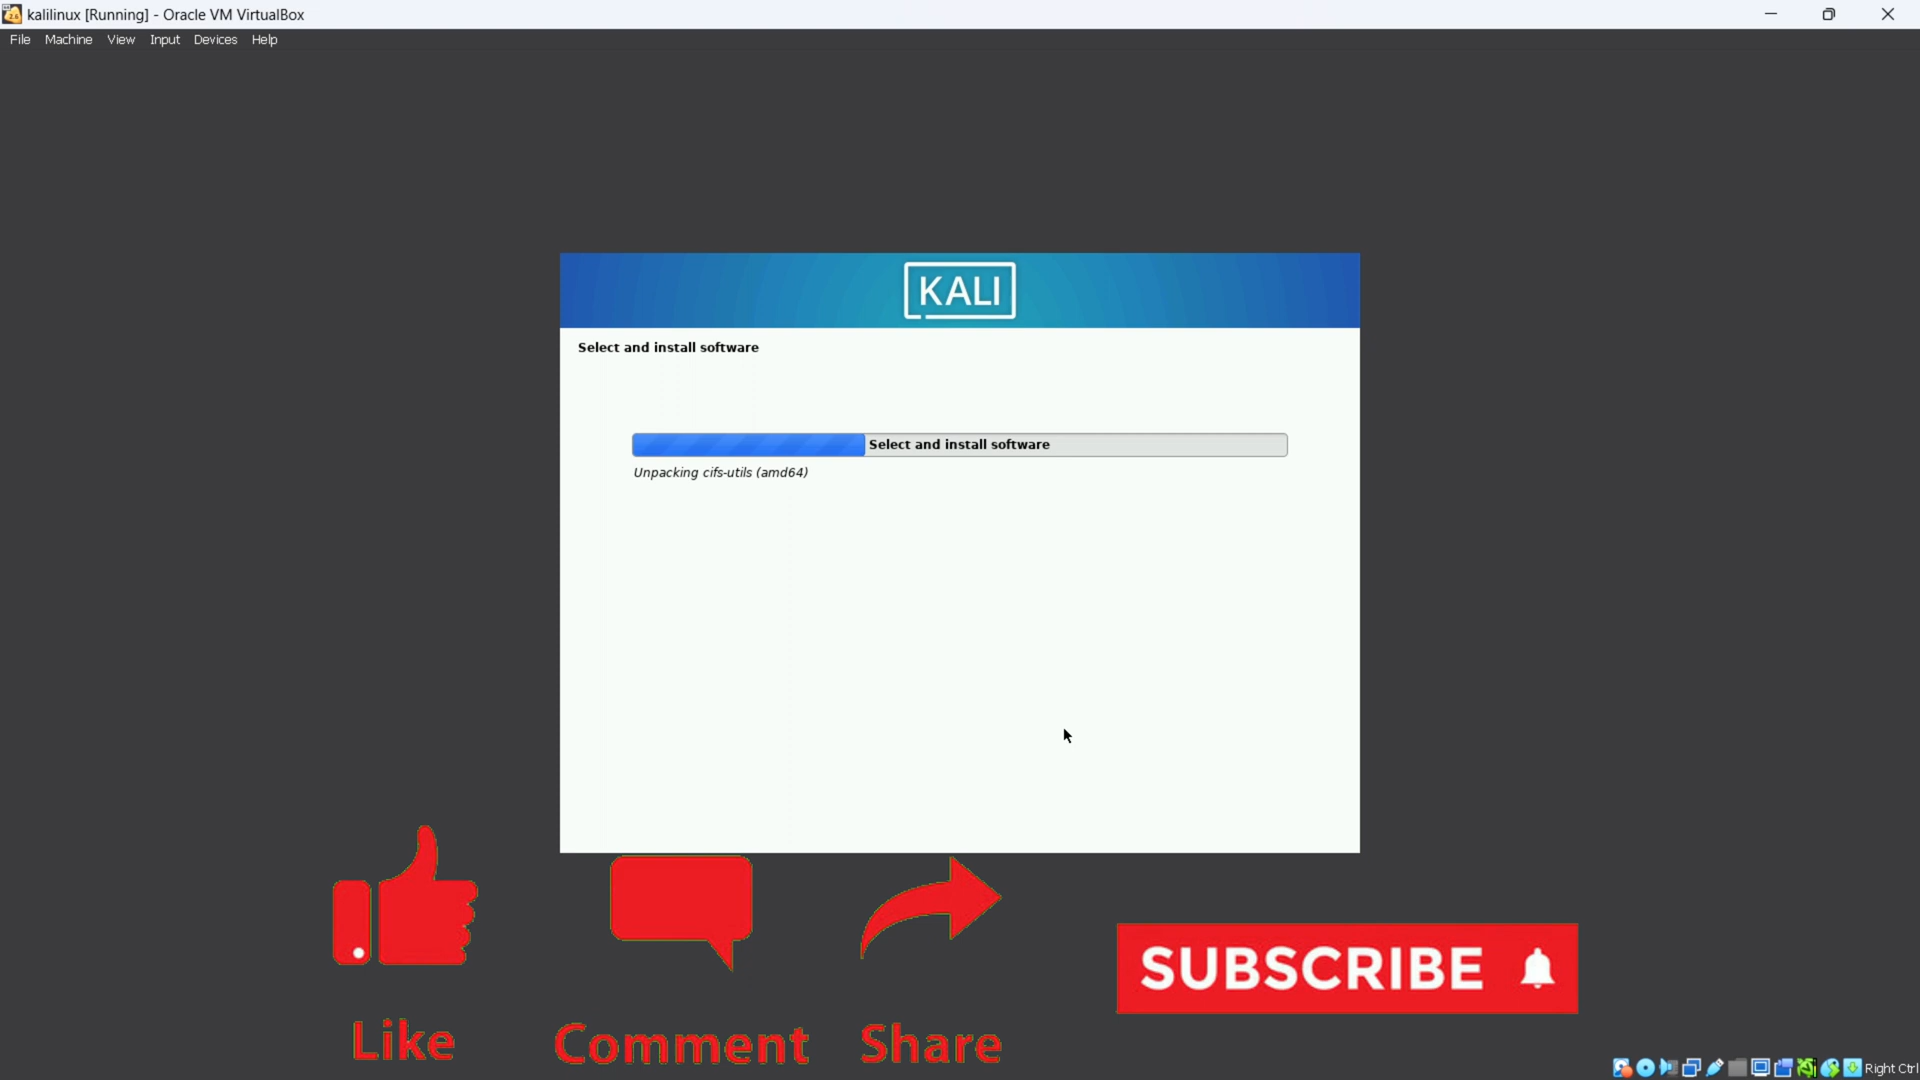 kalilinux [Running] - Oracle VM VirtualBox
File Machine View Input Devices Help
KALI
Select and install software
Select and install software
Unpacking cifs-utils (amd64)
SUBSCRIBE
Like Comment Share
Right Ctrl